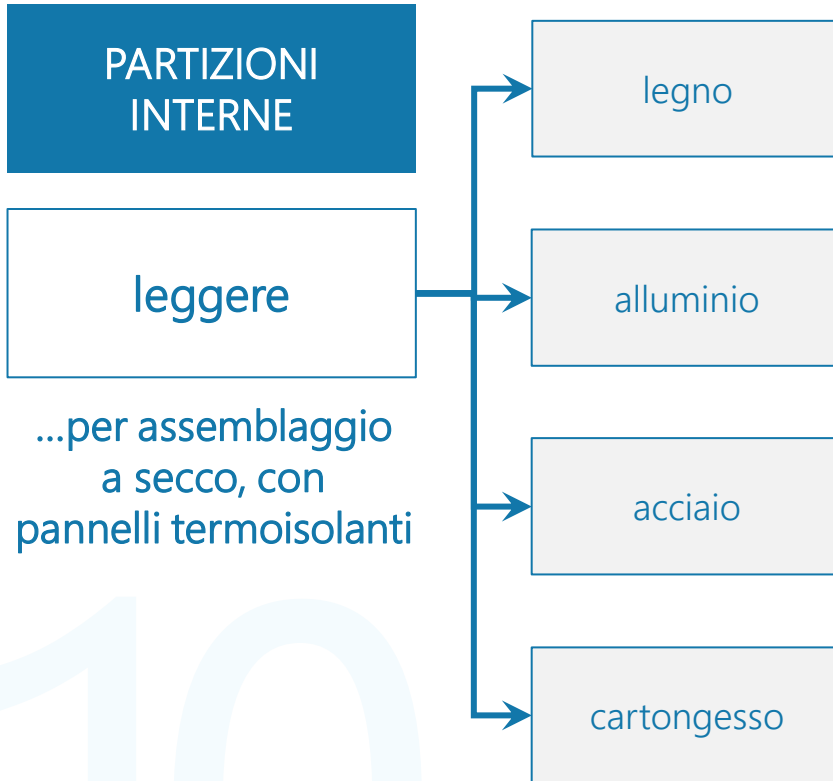 PARTIZIONI
INTERNE
leggere
...per assemblaggio
a secco, con
pannelli termoisolanti
legno
alluminio
acciaio
cartongesso
10